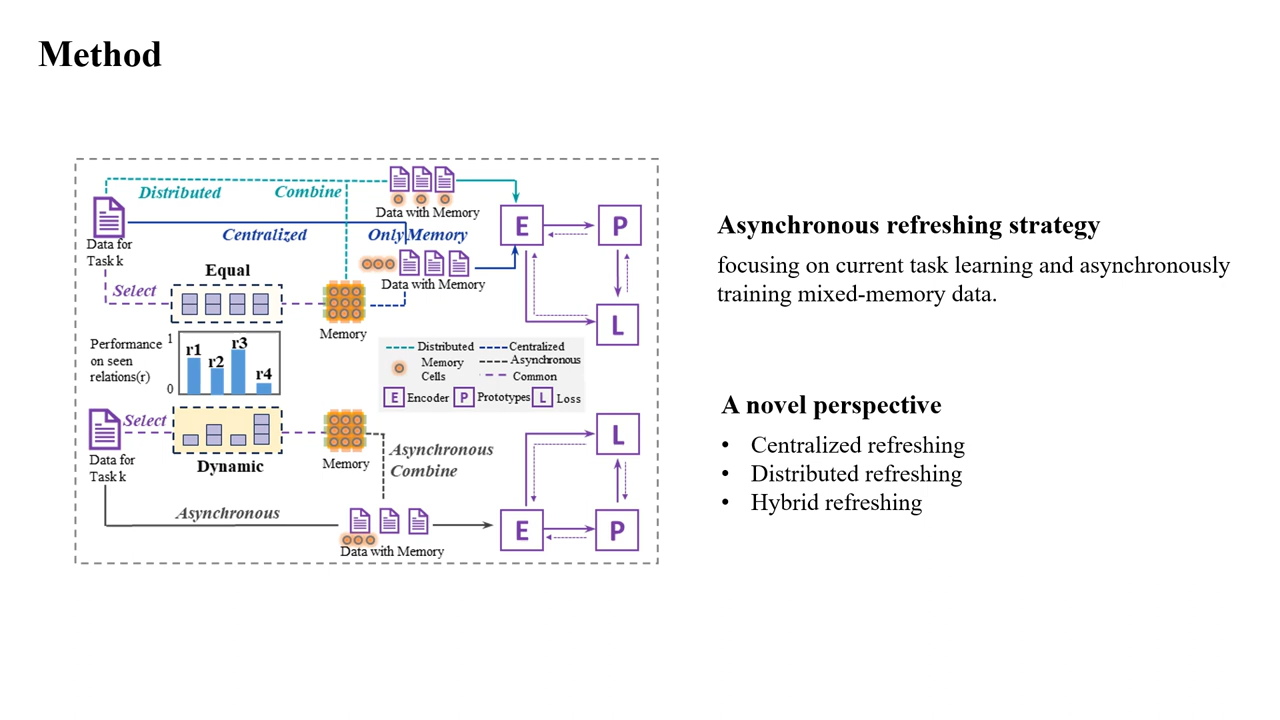 Method
Distributed
Combine
Data with Memory
Data for
Task k
Centralized
Only Memory
Data with Memory
Select
Equal
Memory
E
P
L
Performance
on seen
relations(r)
1
0
r1
r2
r3
r4
Distributed
Centralized
Memory
Cells
Asynchronous
Common
E Encoder P Prototypes L Loss
Select
Data for
Task k
Dynamic
Memory
Asynchronous
Combine
Asynchronous
Data with Memory
L
E
P
Asynchronous refreshing strategy
focusing on current task learning and asynchronously
training mixed-memory data.
A novel perspective
• Centralized refreshing
• Distributed refreshing
• Hybrid refreshing